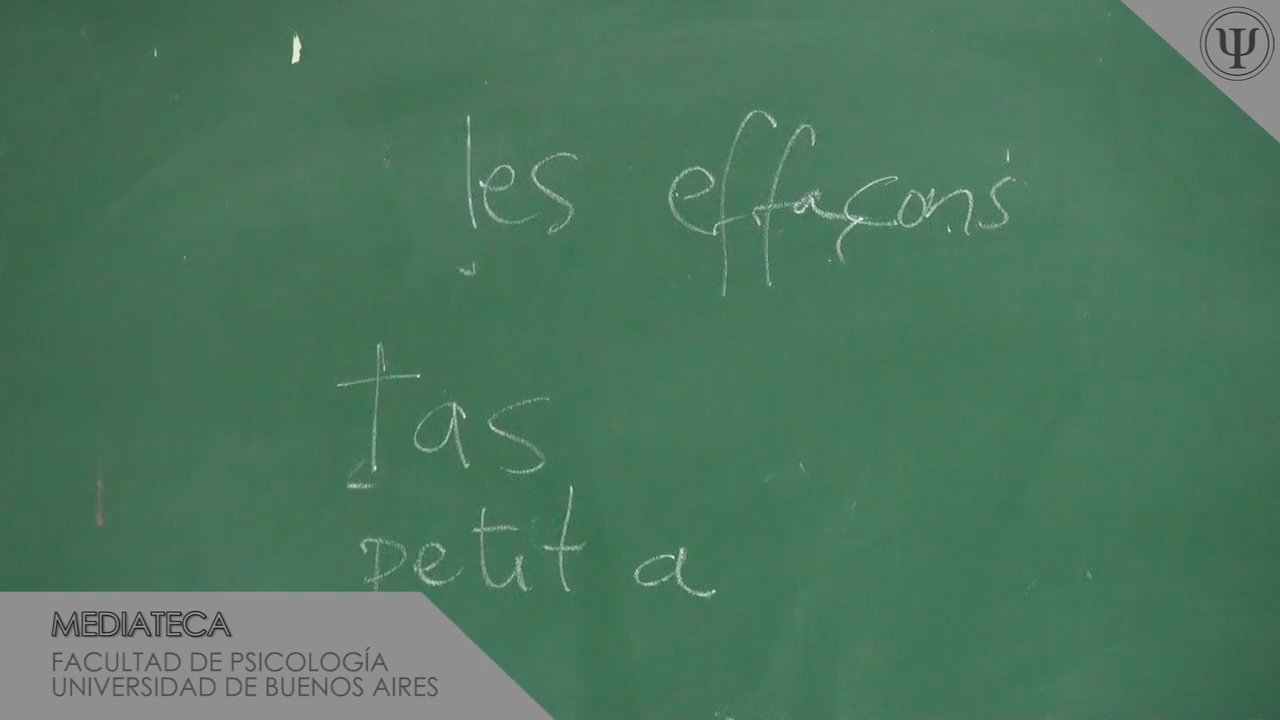 les effaçons
tas
petit a
MEDIATECA
FACULTAD DE PSICOLOGÍA
UNIVERSIDAD DE BUENOS AIRES
Ψ